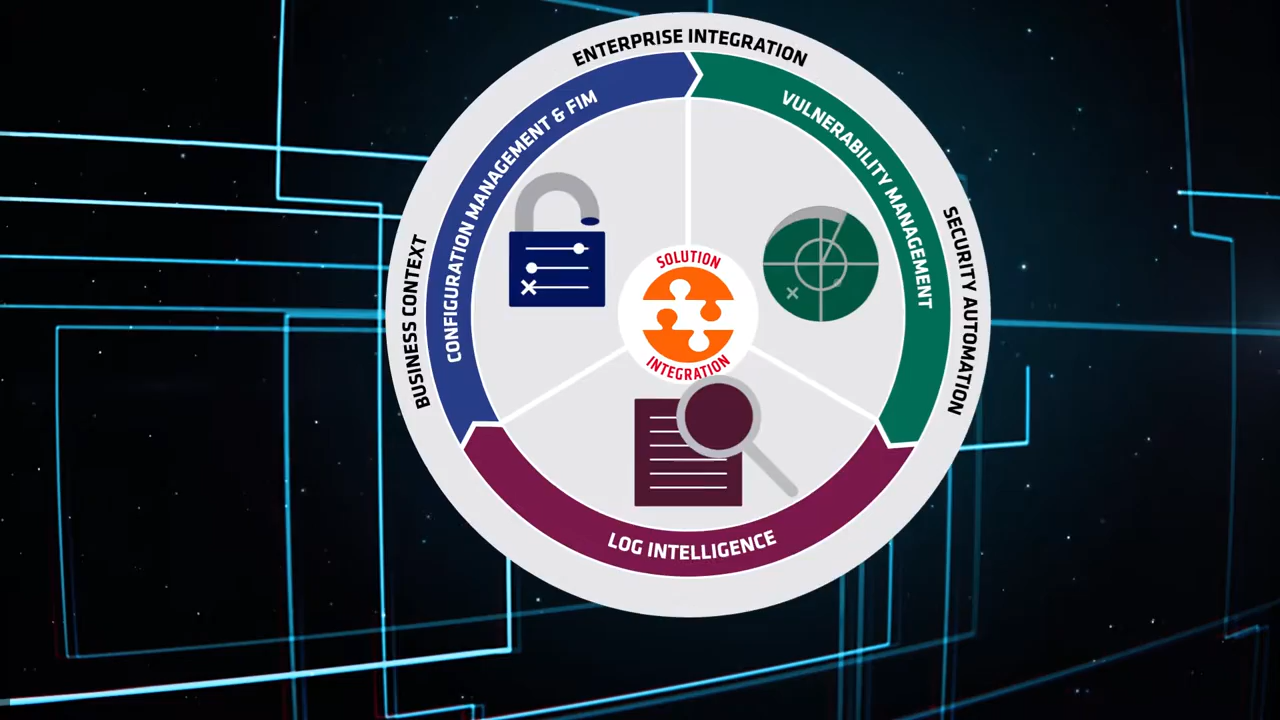 ENTERPRISE INTEGRATION
CONFIGURATION MANAGEMENT & FIM
VULNERABILITY MANAGEMENT
BUSINESS CONTEXT
SECURITY AUTOMATION
SOLUTION
INTEGRATION
LOG INTELLIGENCE